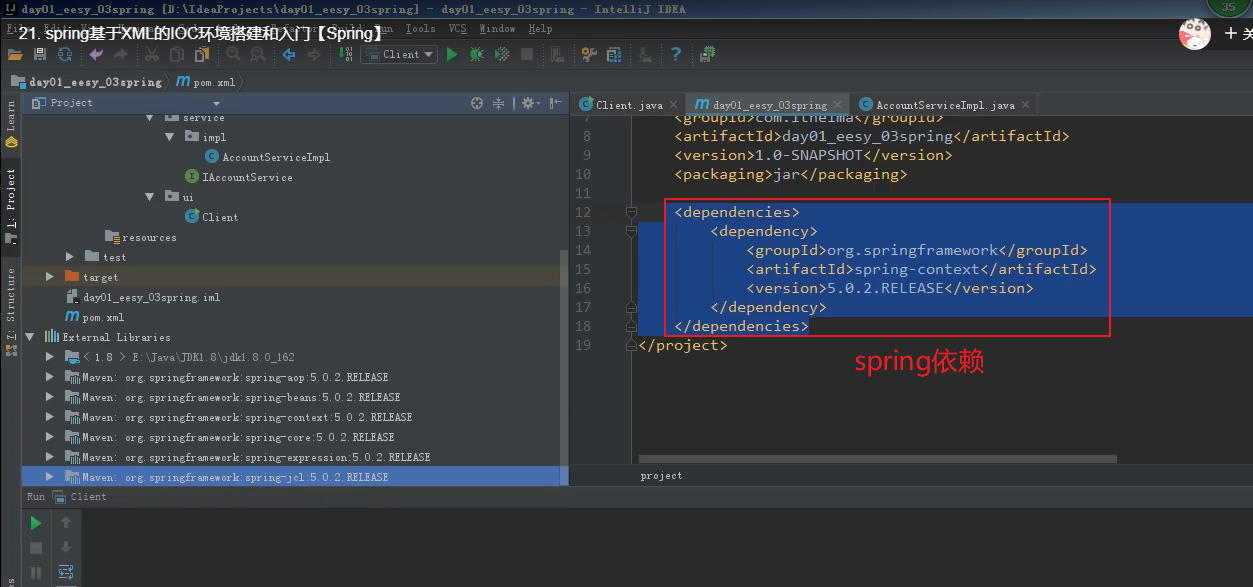 day01_eesy_03spring [D:\IdeaProjects\day01_eesy_03spring] - day01_eesy_03spring - IntelliJ IDEA
35
Tools VCS Window Help
21. spring基于XML的IOC环境搭建和入门【Spring】
+ 关
Client
day01_eesy_03spring pom.xml
Learn
1: Project
Z: Structure
Project
service
impl
AccountServiceImpl
IAccountService
ui
Client
resources
test
target
day01_eesy_03spring.iml
pom.xml
External Libraries
< 1.8 > E:\Java\JDK1.8\jdk1.8.0_162
Maven: org.springframework:spring-aop:5.0.2.RELEASE
Maven: org.springframework:spring-beans:5.0.2.RELEASE
Maven: org.springframework:spring-context:5.0.2.RELEASE
Maven: org.springframework:spring-core:5.0.2.RELEASE
Maven: org.springframework:spring-expression:5.0.2.RELEASE
Maven: org.springframework:spring-jcl:5.0.2.RELEASE
Client.java day01_eesy_03spring AccountServiceImpl.java
7 <groupId>com.itheima</groupId>
8 <artifactId>day01_eesy_03spring</artifactId>
9 <version>1.0-SNAPSHOT</version>
10 <packaging>jar</packaging>
11
12 <dependencies>
13 <dependency>
14 <groupId>org.springframework</groupId>
15 <artifactId>spring-context</artifactId>
16 <version>5.0.2.RELEASE</version>
17 </dependency>
18 </dependencies>
19 </project>
spring依赖
project
Run Client